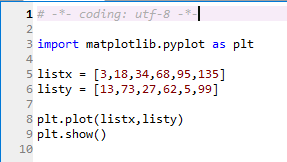 1 # -*- coding: utf-8 -*-
2
3 import matplotlib.pyplot as plt
4
5 listx = [3,18,34,68,95,135]
6 listy = [13,73,27,62,5,99]
7
8 plt.plot(listx,listy)
9 plt.show()
10